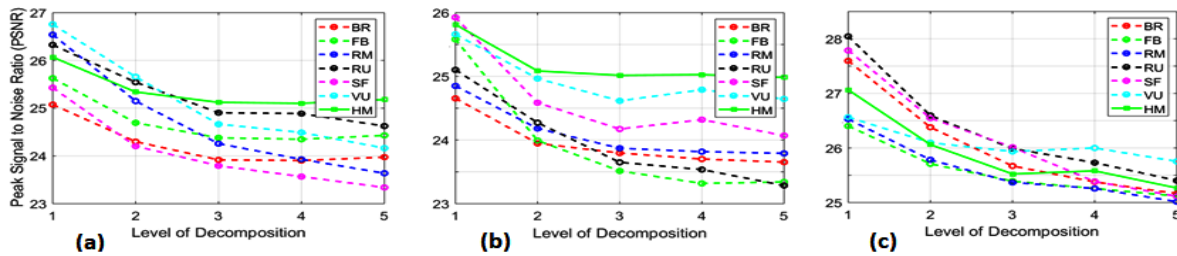 Peak Signal to Noise Ratio (PSNR)
27
26
25
24
23
1 2 3 4 5
BR
FB
RM
RU
SF
VU
HM
(a) Level of Decomposition
26
25
24
23
1 2 3 4 5
BR
FB
RM
RU
SF
VU
HM
(b) Level of Decomposition
28
27
26
25
1 2 3 4 5
BR
FB
RM
RU
SF
VU
HM
(c) Level of Decomposition